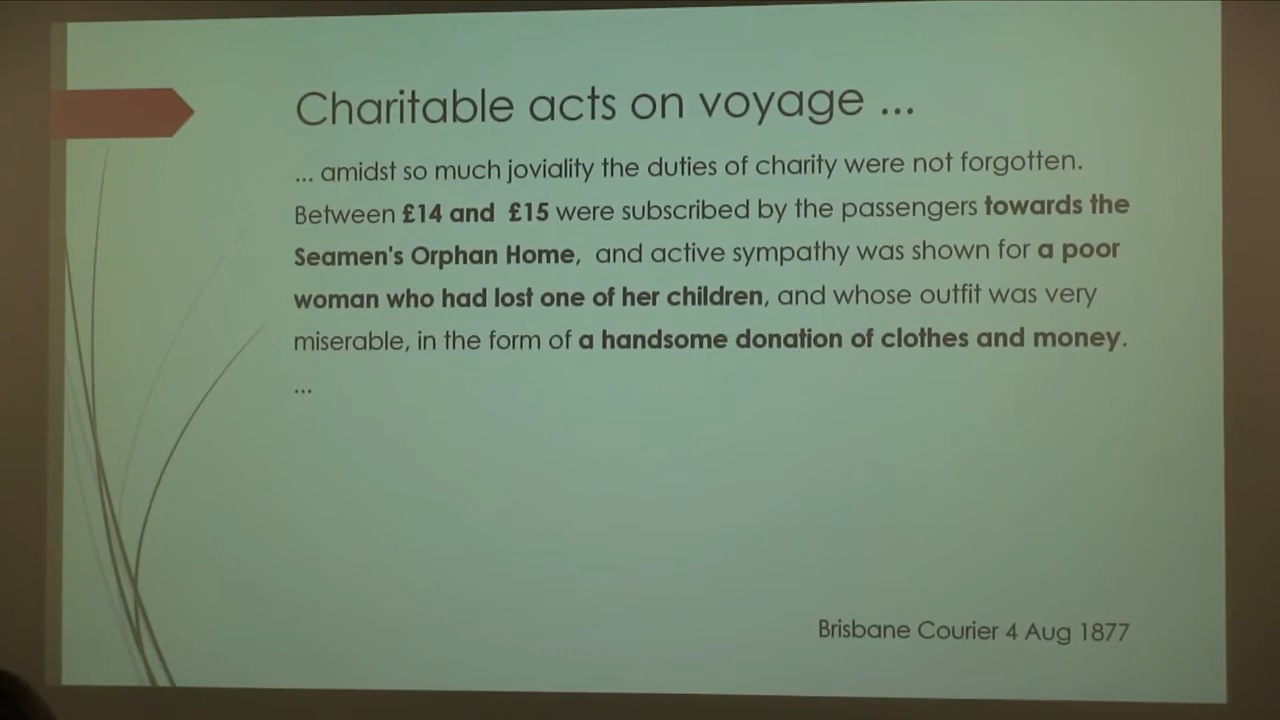 Charitable acts on voyage ...
... amidst so much joviality the duties of charity were not forgotten.
Between £14 and £15 were subscribed by the passengers towards the
Seamen's Orphan Home, and active sympathy was shown for a poor
woman who had lost one of her children, and whose outfit was very
miserable, in the form of a handsome donation of clothes and money.
...
Brisbane Courier 4 Aug 1877